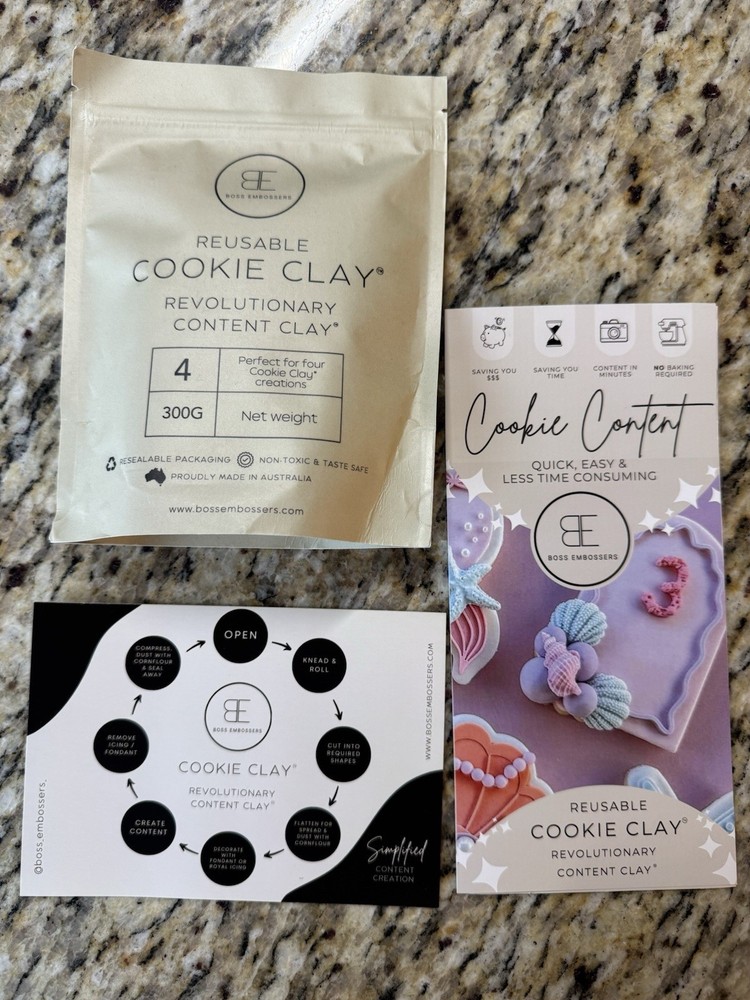 BE
BOSS EMBOSSERS
REUSABLE
COOKIE CLAY®
REVOLUTIONARY
CONTENT CLAY®
4
Perfect for four
Cookie Clay®
creations
300G
Net weight
RESEALABLE PACKAGING
NON-TOXIC & TASTE SAFE
PROUDLY MADE IN AUSTRALIA
www.bossembossers.com
SAVING YOU
$$$
SAVING YOU
TIME
CONTENT IN
MINUTES
NO BAKING
REQUIRED
Cookie Content
QUICK, EASY &
LESS TIME CONSUMING
BE
BOSS EMBOSSERS
3
REUSABLE
COOKIE CLAY®
REVOLUTIONARY
CONTENT CLAY®
OPEN
KNEAD &
ROLL
CUT INTO
REQUIRED
SHAPES
FLATTEN FOR
SPREAD &
DUST WITH
CORNFLOUR
DECORATE
WITH
FONDANT OR
ROYAL ICING
CREATE
CONTENT
REMOVE
ICING /
FONDANT
COMPRESS,
DUST WITH
CORNFLOUR
& SEAL
AWAY
BE
BOSS EMBOSSERS
COOKIE CLAY®
REVOLUTIONARY
CONTENT CLAY®
@boss_embossers.
WWW.BOSSEMBOSSERS.COM
Simplified
CONTENT
CREATION